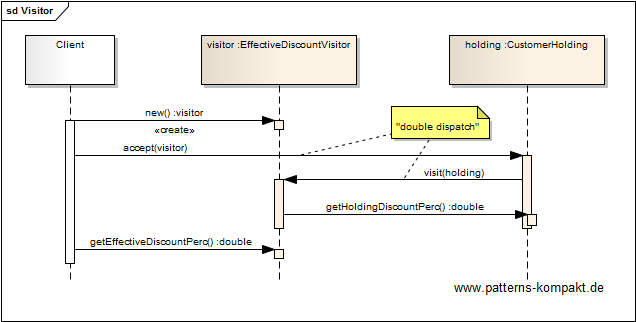 sd Visitor
Client
visitor :EffectiveDiscountVisitor
holding :CustomerHolding
new() :visitor
«create»
"double dispatch"
accept(visitor)
visit(holding)
getHoldingDiscountPerc() :double
getEffectiveDiscountPerc() :double
www.patterns-kompakt.de